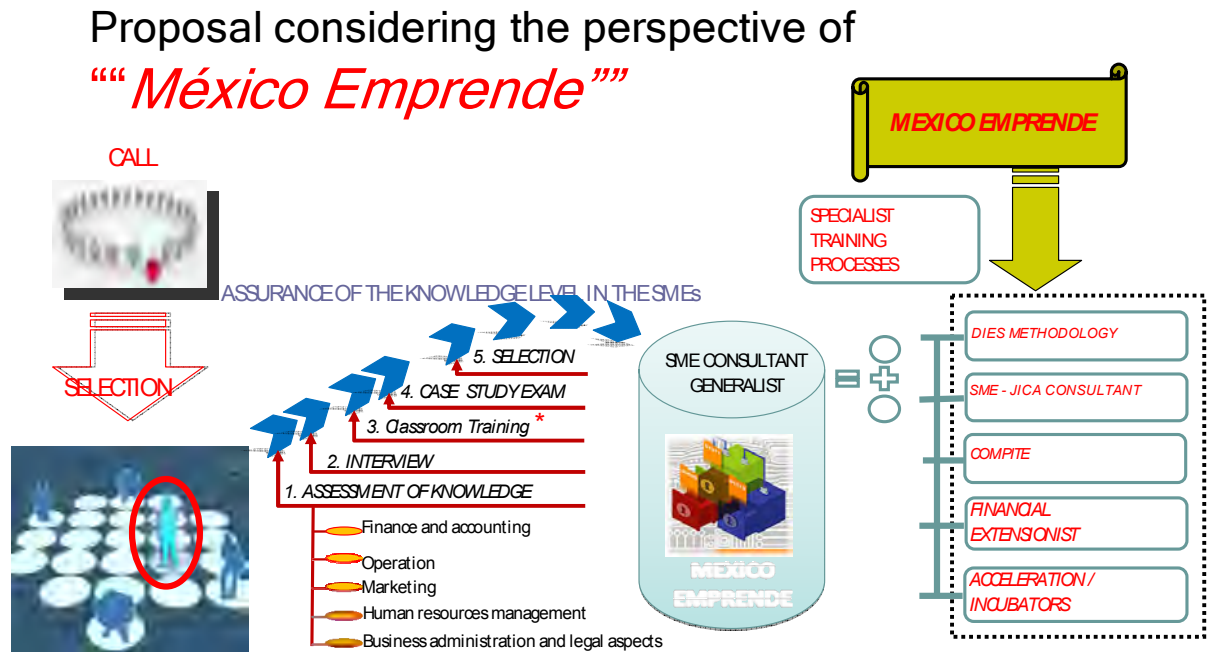 Proposal considering the perspective of
““México Emprende””
MEXICO EMPRENDE
CALL
SPECIALIST
TRAINING
PROCESSES
ASSURANCE OF THE KNOWLEDGE LEVEL IN THE SMEs
SELECTION
5. SELECTION
4. CASE STUDY EXAM
3. Classroom Training *
2. INTERVIEW
1. ASSESSMENT OF KNOWLEDGE
Finance and accounting
Operation
Marketing
Human resources management
Business administration and legal aspects
SME CONSULTANT
GENERALIST
MEXICO
EMPRENDE
DIES METHODOLOGY
SME - JICA CONSULTANT
COMPITE
FINANCIAL
EXTENSIONIST
ACCELERATION /
INCUBATORS